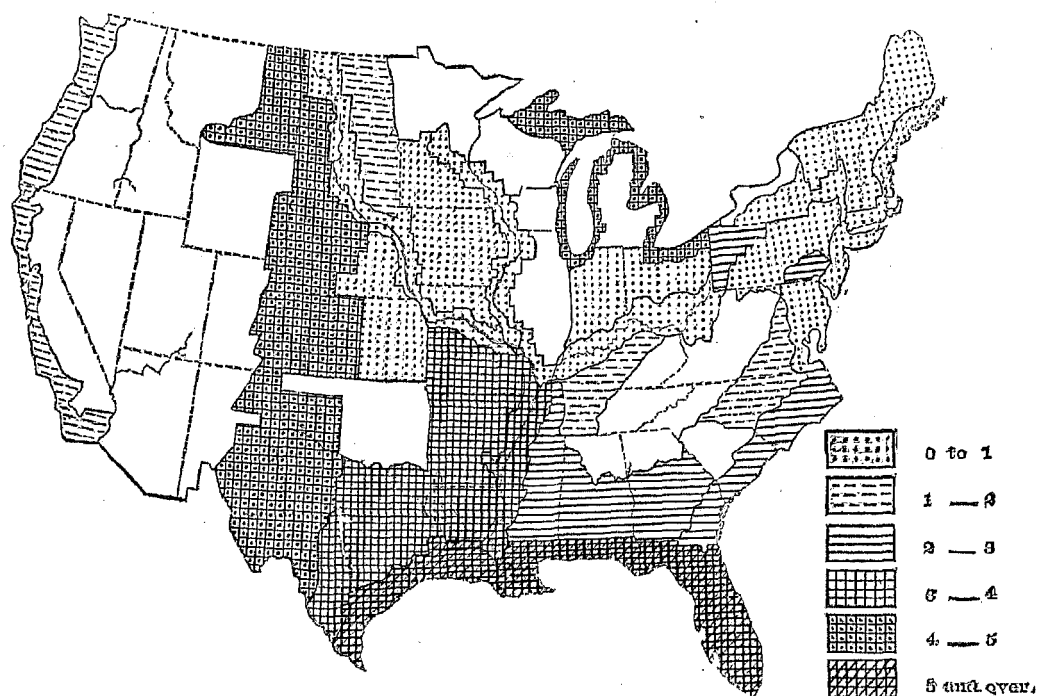 0 to 1
1 — 2
2 — 3
3 — 4
4 — 5
5 and over.